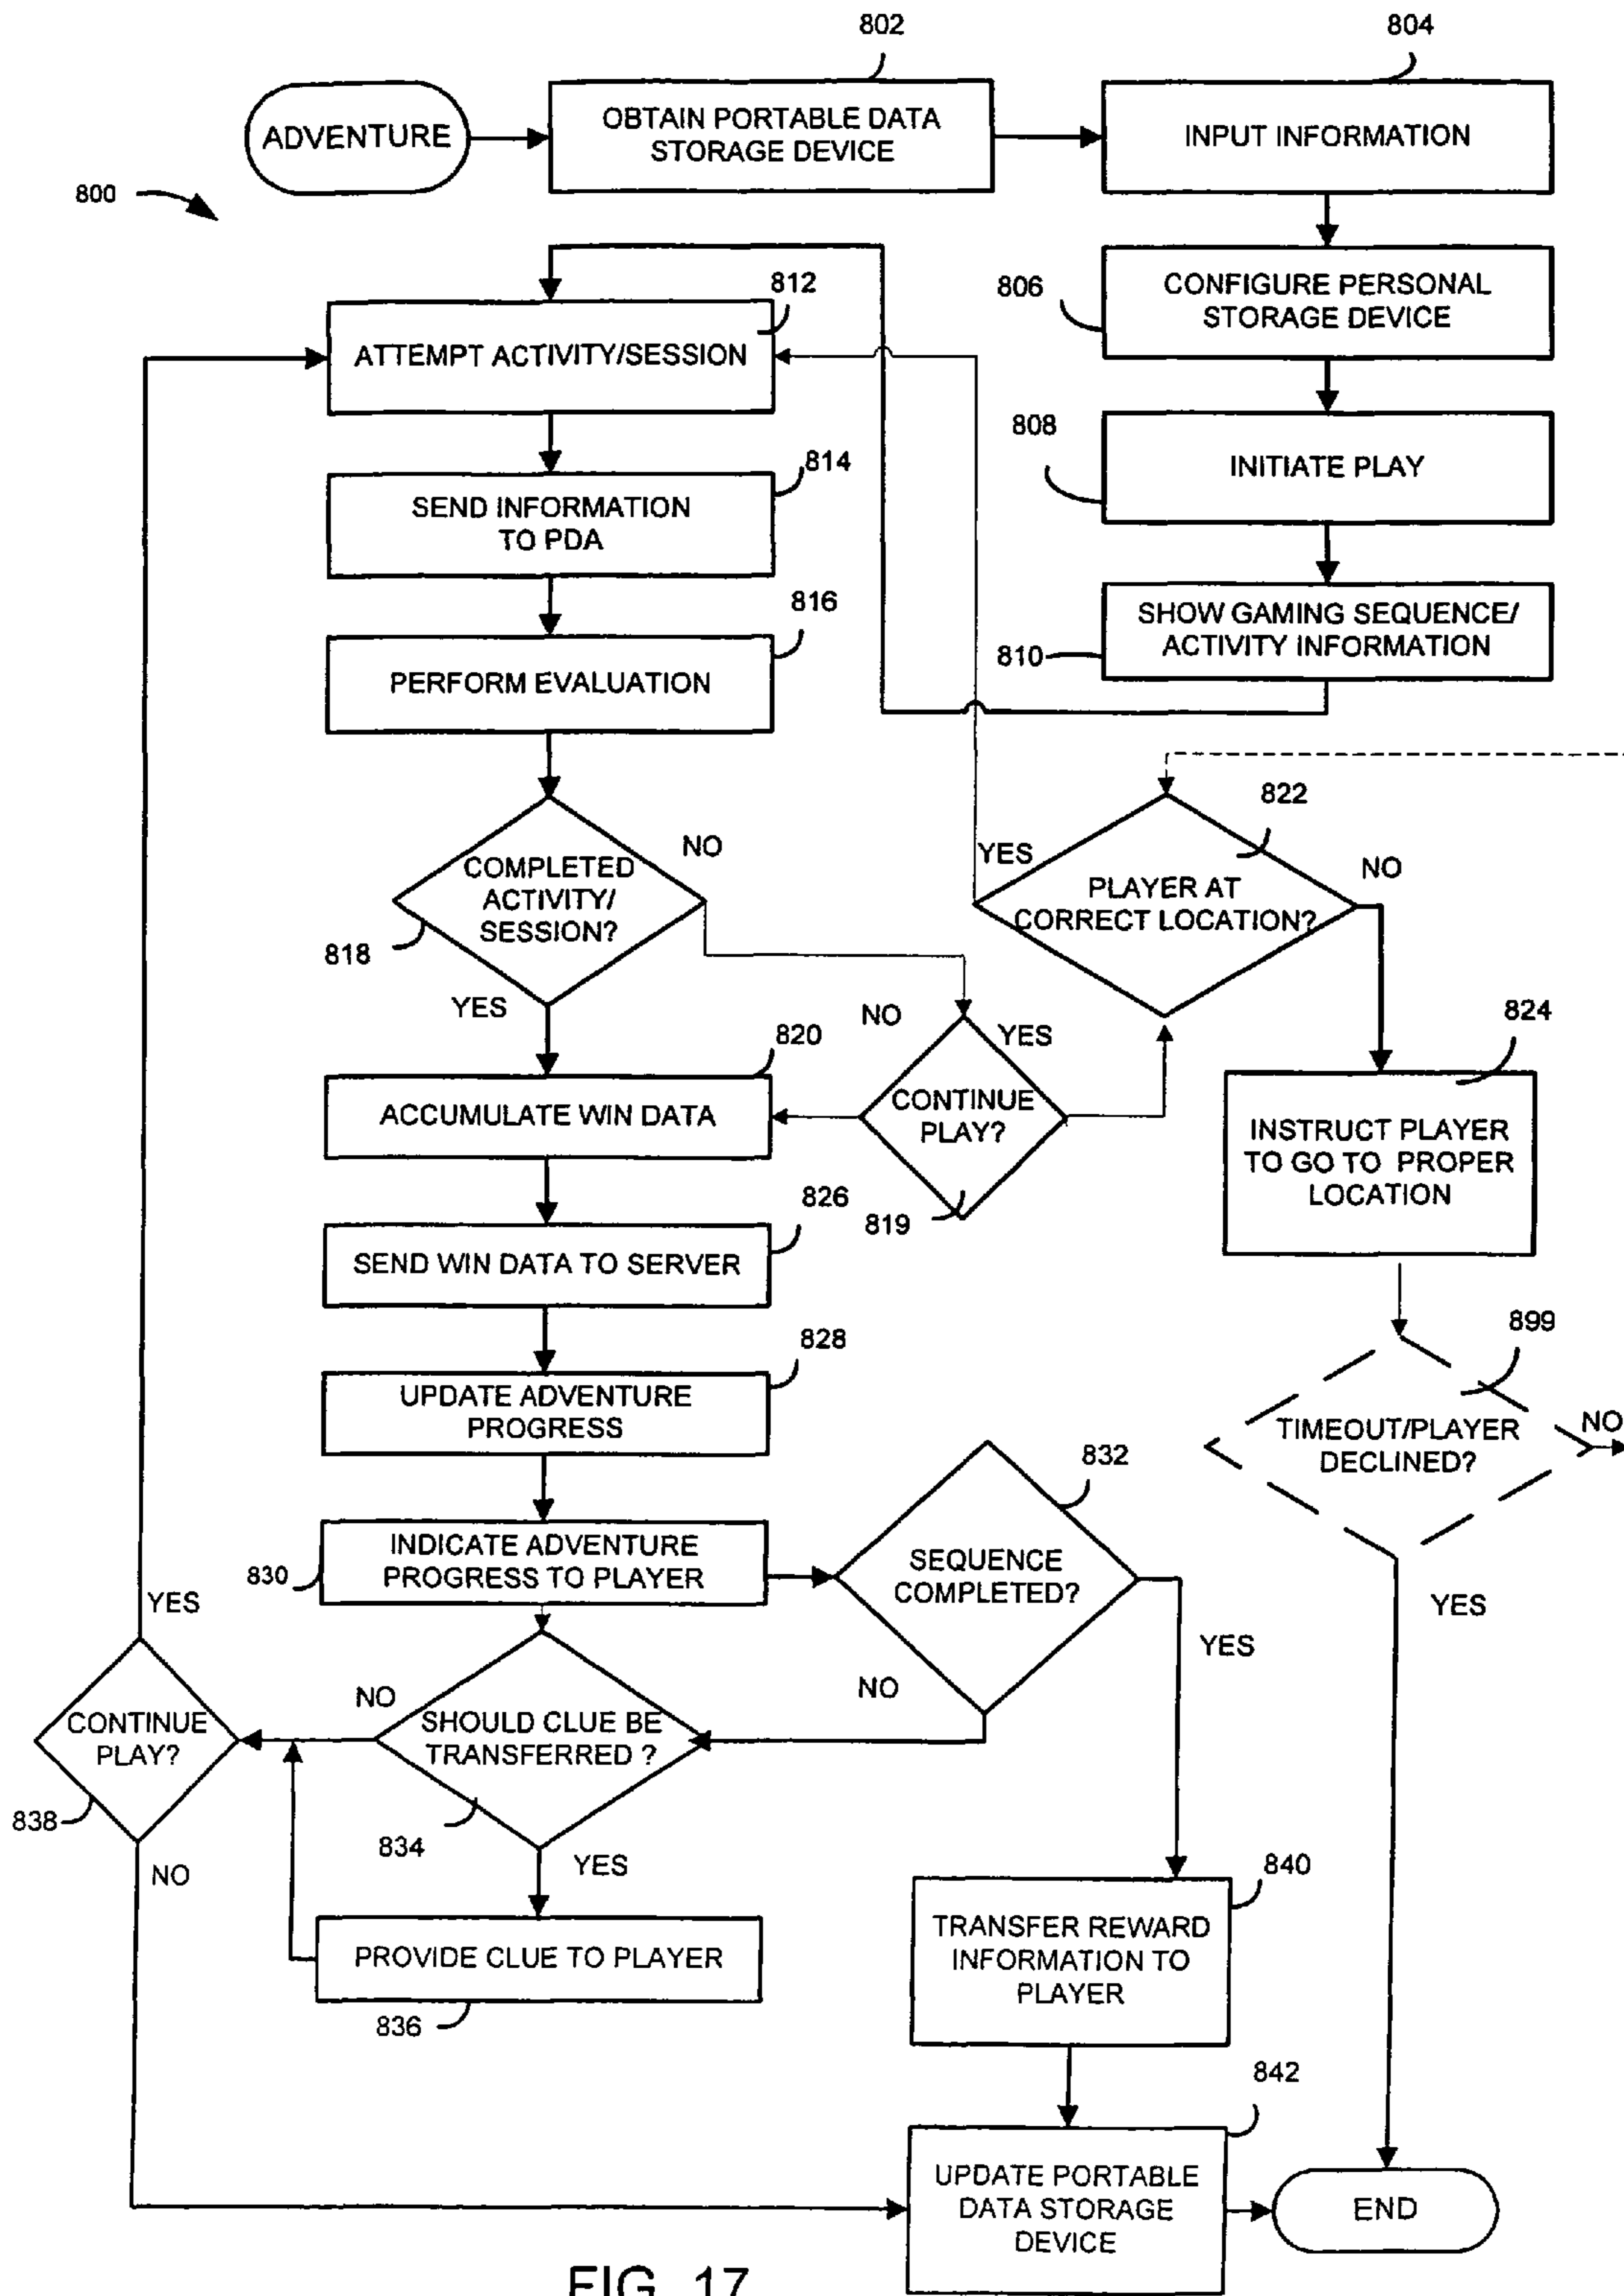 802
804
ADVENTURE
OBTAIN PORTABLE DATA
STORAGE DEVICE
INPUT INFORMATION
800
812
806
CONFIGURE PERSONAL
STORAGE DEVICE
ATTEMPT ACTIVITY/SESSION
808
INITIATE PLAY
814
SEND INFORMATION
TO PDA
816
SHOW GAMING SEQUENCE/
ACTIVITY INFORMATION
810
PERFORM EVALUATION
822
NO
YES
NO
COMPLETED
ACTIVITY/
SESSION?
PLAYER AT
CORRECT LOCATION?
818
YES
NO
YES
824
820
ACCUMULATE WIN DATA
CONTINUE
PLAY?
INSTRUCT PLAYER
TO GO TO PROPER
LOCATION
826
819
SEND WIN DATA TO SERVER
828
899
UPDATE ADVENTURE
PROGRESS
TIMEOUT/PLAYER
DECLINED?
NO
832
INDICATE ADVENTURE
PROGRESS TO PLAYER
830
SEQUENCE
COMPLETED?
YES
YES
YES
NO
NO
CONTINUE
PLAY?
SHOULD CLUE BE
TRANSFERRED ?
838
834
YES
NO
840
PROVIDE CLUE TO PLAYER
TRANSFER REWARD
INFORMATION TO
PLAYER
836
842
UPDATE PORTABLE
DATA STORAGE
DEVICE
END
FIG. 17